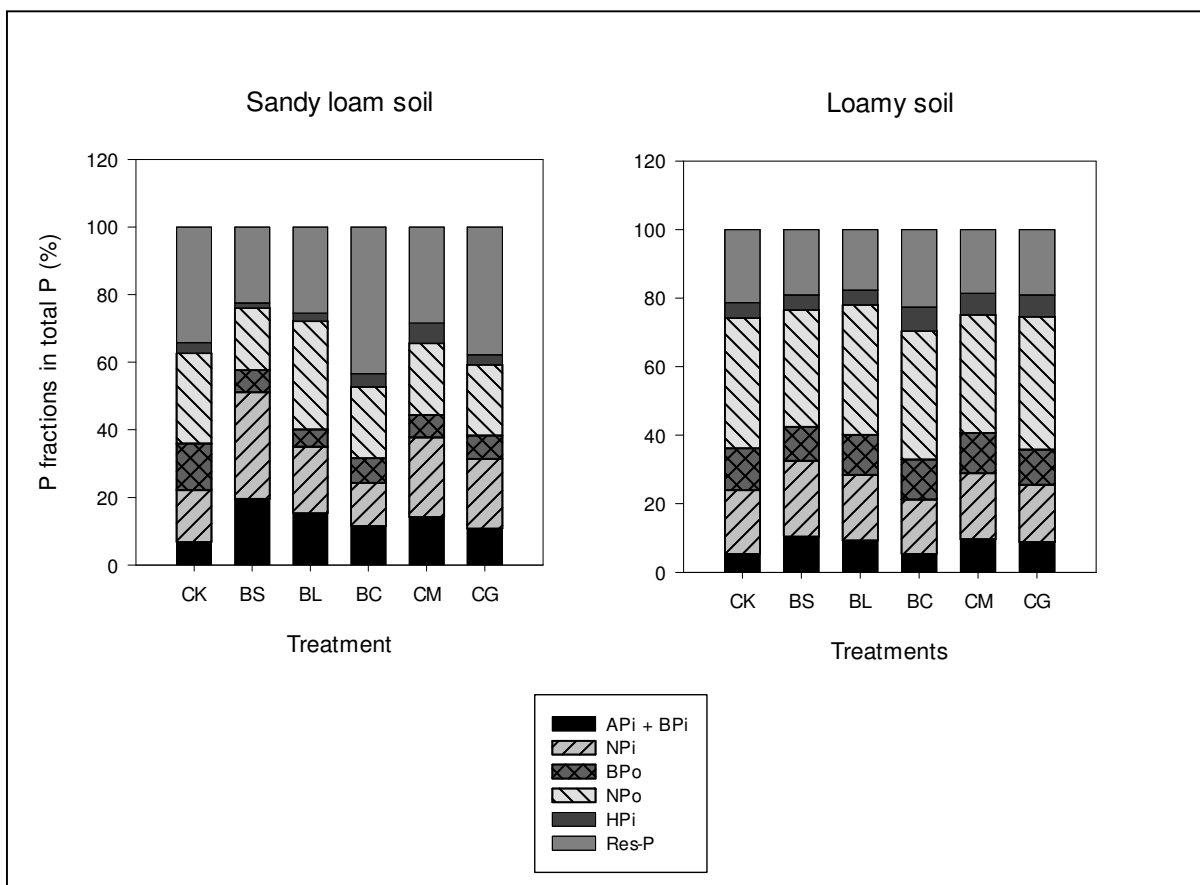 Sandy loam soil
Loamy soil
P fractions in total P (%)
120
100
80
60
40
20
0
CK BS BL BC CM CG
Treatment
120
100
80
60
40
20
0
CK BS BL BC CM CG
Treatments
APi + BPi
NPi
BPo
NPo
HPi
Res-P